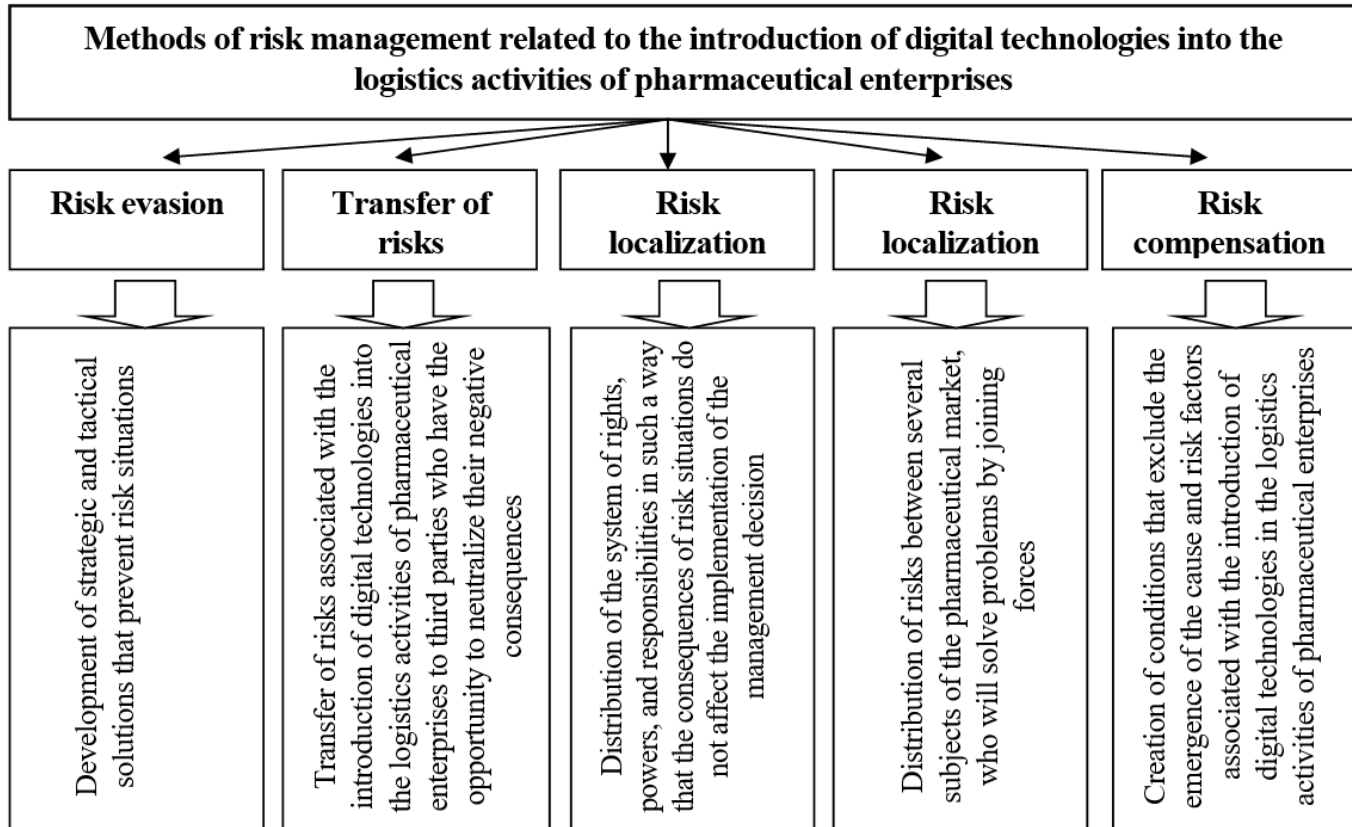 Methods of risk management related to the introduction of digital technologies into the
logistics activities of pharmaceutical enterprises
Risk evasion
Transfer of
risks
Risk
localization
Risk
localization
Risk
compensation
Development of strategic and tactical
solutions that prevent risk situations
Transfer of risks associated with the
introduction of digital technologies into
the logistics activities of pharmaceutical
enterprises to third parties who have the
opportunity to neutralize their negative
consequences
Distribution of the system of rights,
powers, and responsibilities in such a way
that the consequences of risk situations do
not affect the implementation of the
management decision
Distribution of risks between several
subjects of the pharmaceutical market,
who will solve problems by joining
forces
Creation of conditions that exclude the
emergence of the cause and risk factors
associated with the introduction of
digital technologies in the logistics
activities of pharmaceutical enterprises